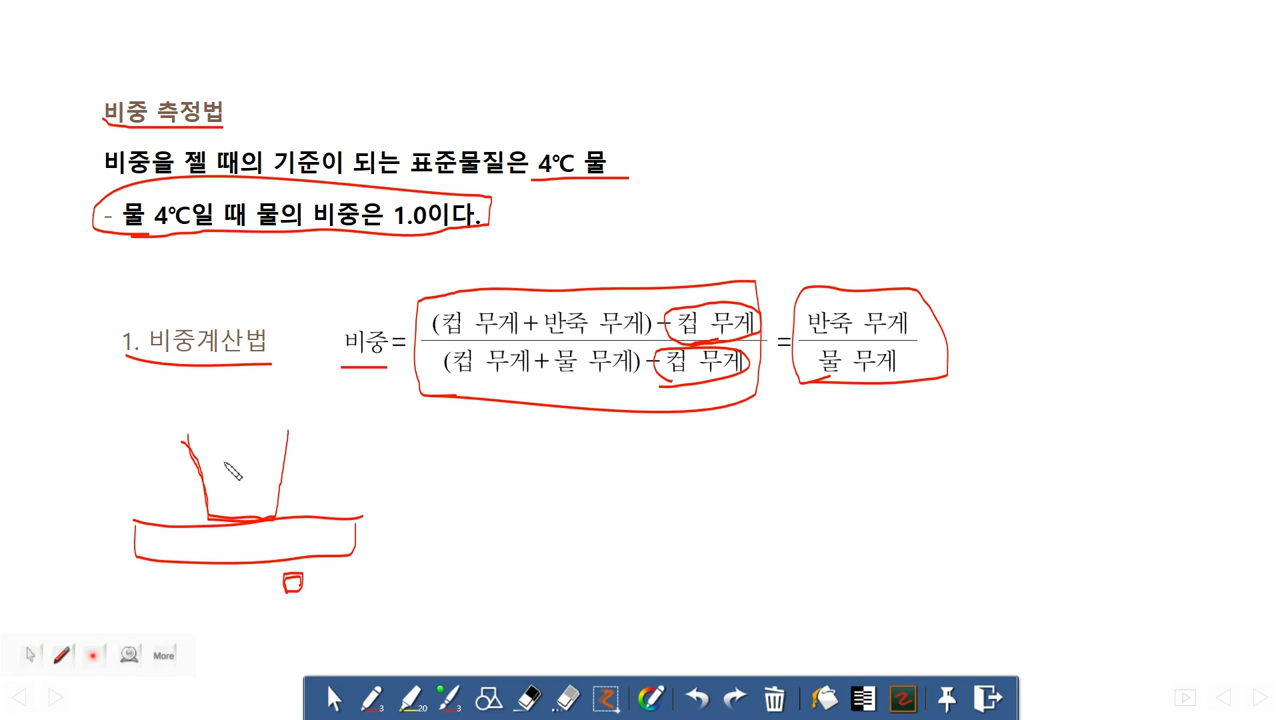 비중 측정법
비중을 젤 때의 기준이 되는 표준물질은 4℃ 물
- 물 4℃일 때 물의 비중은 1.0이다.
1. 비중계산법
비중= (컵 무게+반죽 무게)-컵 무게 = 반죽 무게
(컵 무게+물 무게)-컵 무게 물 무게
More
3 20 3